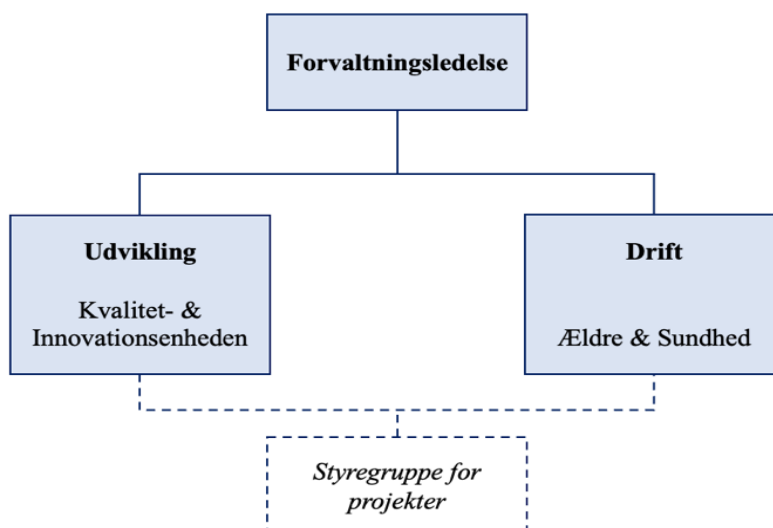 Forvaltningsledelse
Udvikling
Kvalitet- &
Innovationsenheden
Drift
Ældre & Sundhed
Styregruppe for
projekter